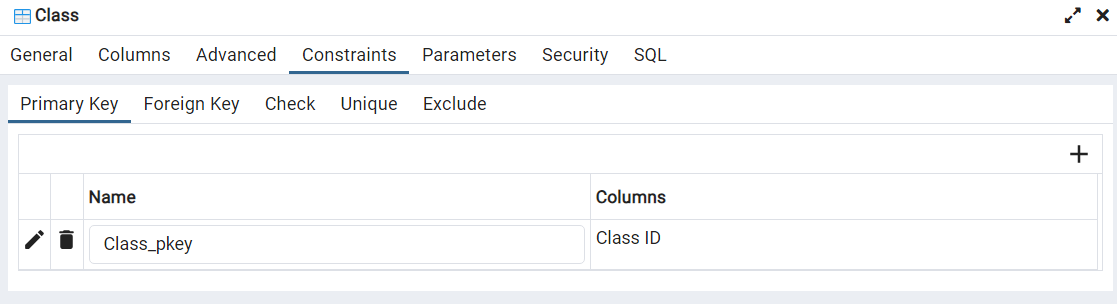 Class
General Columns Advanced Constraints Parameters Security SQL
Primary Key Foreign Key Check Unique Exclude
Name Columns
Class_pkey Class ID